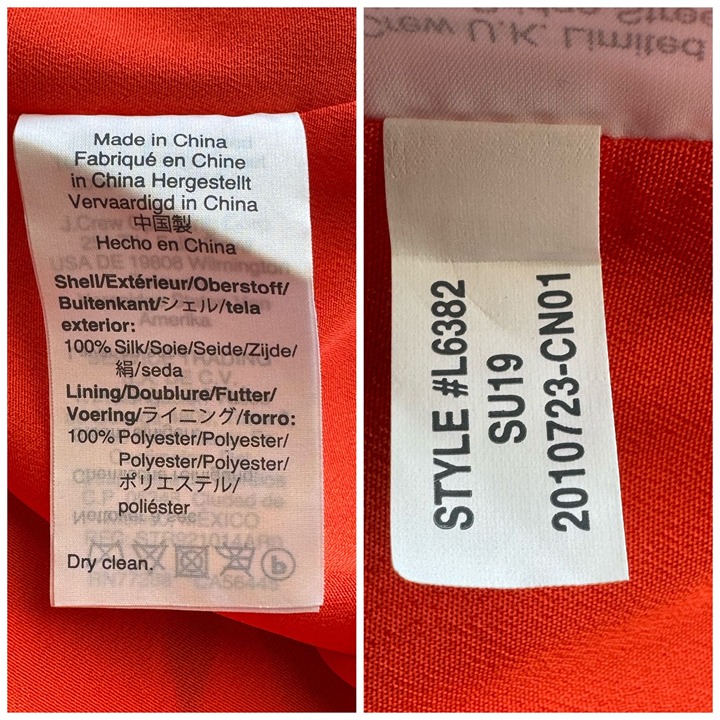 Made in China
Fabriqué en Chine
in China Hergestellt
Vervaardigd in China
中国製
Hecho en China
Shell/Extérieur/Oberstoff/
Buitenkant/シェル/tela
exterior:
100% Silk/Soie/Seide/Zijde/
絹/seda
Lining/Doublure/Futter/
Voering/ライニング/forro:
100% Polyester/Polyester/
Polyester/Polyester/
ポリエステル/
poliéster
Dry clean.
Crew U.K. Limited
STYLE #L6382
SU19
2010723-CN01